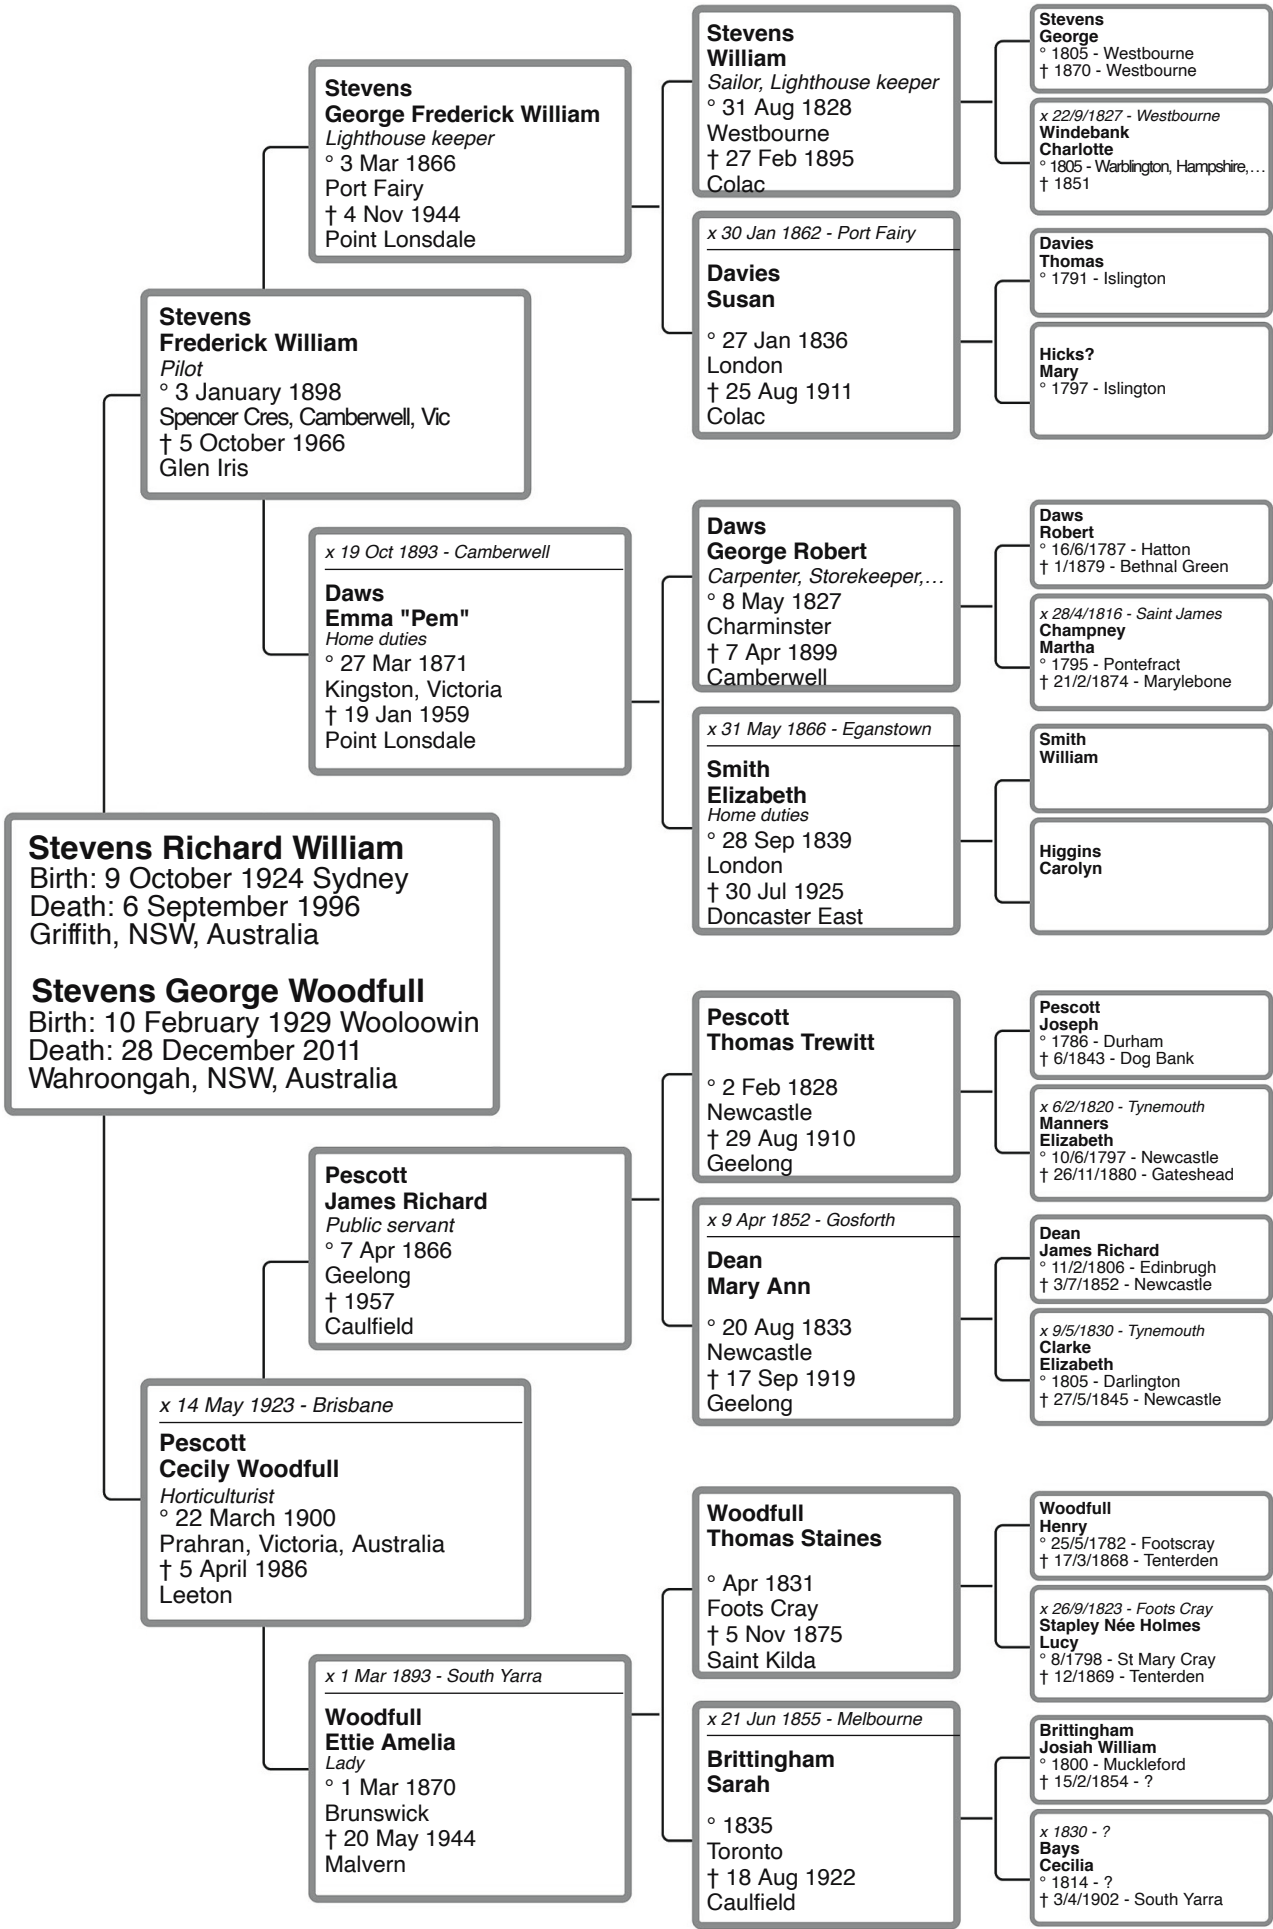 Stevens Richard William
Birth: 9 October 1924 Sydney
Death: 6 September 1996
Griffith, NSW, Australia
Stevens George Woodfull
Birth: 10 February 1929 Wooloowin
Death: 28 December 2011
Wahroongah, NSW, Australia
Stevens
Frederick William
Pilot
° 3 January 1898
Spencer Cres, Camberwell, Vic
† 5 October 1966
Glen Iris
x 14 May 1923 - Brisbane
Pescott
Cecily Woodfull
Horticulturist
° 22 March 1900
Prahran, Victoria, Australia
† 5 April 1986
Leeton
Stevens
George Frederick William
Lighthouse keeper
° 3 Mar 1866
Port Fairy
† 4 Nov 1944
Point Lonsdale
x 19 Oct 1893 - Camberwell
Daws
Emma "Pem"
Home duties
° 27 Mar 1871
Kingston, Victoria
† 19 Jan 1959
Point Lonsdale
Pescott
James Richard
Public servant
° 7 Apr 1866
Geelong
† 1957
Caulfield
x 1 Mar 1893 - South Yarra
Woodfull
Ettie Amelia
Lady
° 1 Mar 1870
Brunswick
† 20 May 1944
Malvern
Stevens
William
Sailor, Lighthouse keeper
° 31 Aug 1828
Westbourne
† 27 Feb 1895
Colac
x 30 Jan 1862 - Port Fairy
Davies
Susan
° 27 Jan 1836
London
† 25 Aug 1911
Colac
Daws
George Robert
Carpenter, Storekeeper,...
° 8 May 1827
Charminster
† 7 Apr 1899
Camberwell
x 31 May 1866 - Eganstown
Smith
Elizabeth
Home duties
° 28 Sep 1839
London
† 30 Jul 1925
Doncaster East
Pescott
Thomas Trewitt
° 2 Feb 1828
Newcastle
† 29 Aug 1910
Geelong
x 9 Apr 1852 - Gosforth
Dean
Mary Ann
° 20 Aug 1833
Newcastle
† 17 Sep 1919
Geelong
Woodfull
Thomas Staines
° Apr 1831
Foots Cray
† 5 Nov 1875
Saint Kilda
x 21 Jun 1855 - Melbourne
Brittingham
Sarah
° 1835
Toronto
† 18 Aug 1922
Caulfield
Stevens
George
° 1805 - Westbourne
† 1870 - Westbourne
x 22/9/1827 - Westbourne
Windebank
Charlotte
° 1805 - Warblington, Hampshire,...
† 1851
Davies
Thomas
° 1791 - Islington
Hicks?
Mary
° 1797 - Islington
Daws
Robert
° 16/6/1787 - Hatton
† 1/1879 - Bethnal Green
x 28/4/1816 - Saint James
Champney
Martha
° 1795 - Pontefract
† 21/2/1874 - Marylebone
Smith
William
Higgins
Carolyn
Pescott
Joseph
° 1786 - Durham
† 6/1843 - Dog Bank
x 6/2/1820 - Tynemouth
Manners
Elizabeth
° 10/6/1797 - Newcastle
† 26/11/1880 - Gateshead
Dean
James Richard
° 11/2/1806 - Edinbrugh
† 3/7/1852 - Newcastle
x 9/5/1830 - Tynemouth
Clarke
Elizabeth
° 1805 - Darlington
† 27/5/1845 - Newcastle
Woodfull
Henry
° 25/5/1782 - Footscray
† 17/3/1868 - Tenterden
x 26/9/1823 - Foots Cray
Stapley Née Holmes
Lucy
° 8/1798 - St Mary Cray
† 12/1869 - Tenterden
Brittingham
Josiah William
° 1800 - Muckleford
† 15/2/1854 - ?
x 1830 - ?
Bays
Cecilia
° 1814 - ?
† 3/4/1902 - South Yarra